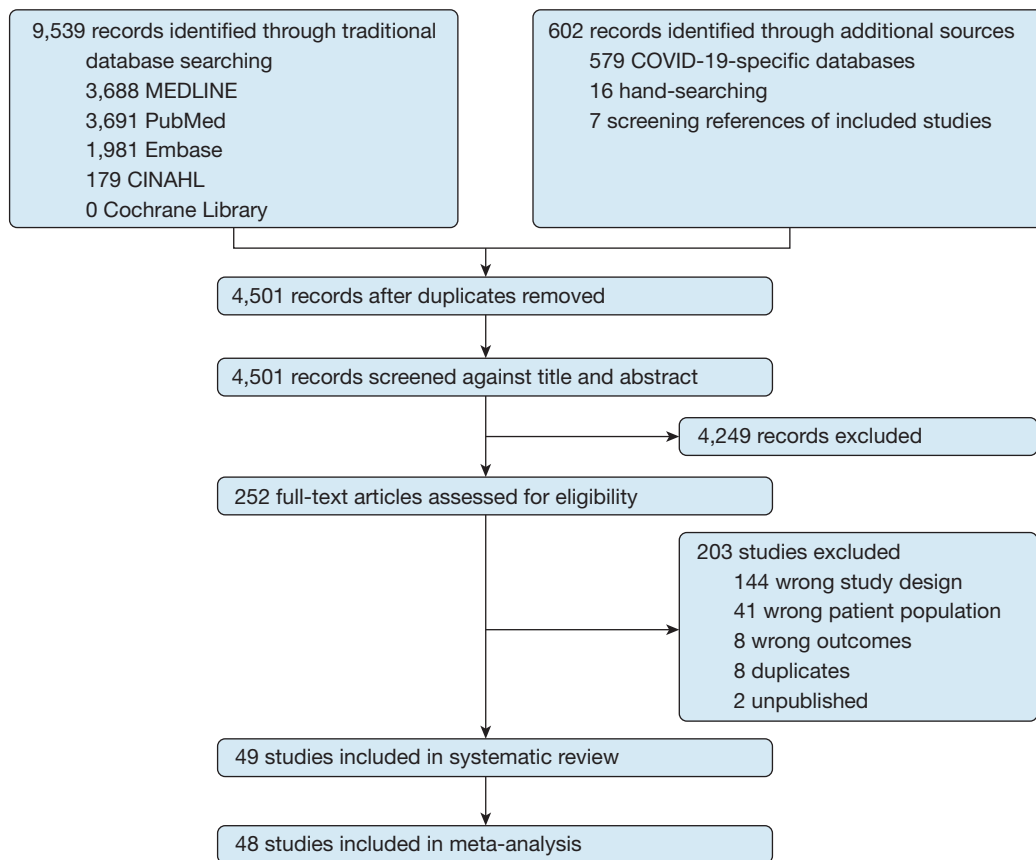 9,539 records identified through traditional
database searching
3,688 MEDLINE
3,691 PubMed
1,981 Embase
179 CINAHL
0 Cochrane Library
602 records identified through additional sources
579 COVID-19-specific databases
16 hand-searching
7 screening references of included studies
4,501 records after duplicates removed
4,501 records screened against title and abstract
4,249 records excluded
252 full-text articles assessed for eligibility
203 studies excluded
144 wrong study design
41 wrong patient population
8 wrong outcomes
8 duplicates
2 unpublished
49 studies included in systematic review
48 studies included in meta-analysis